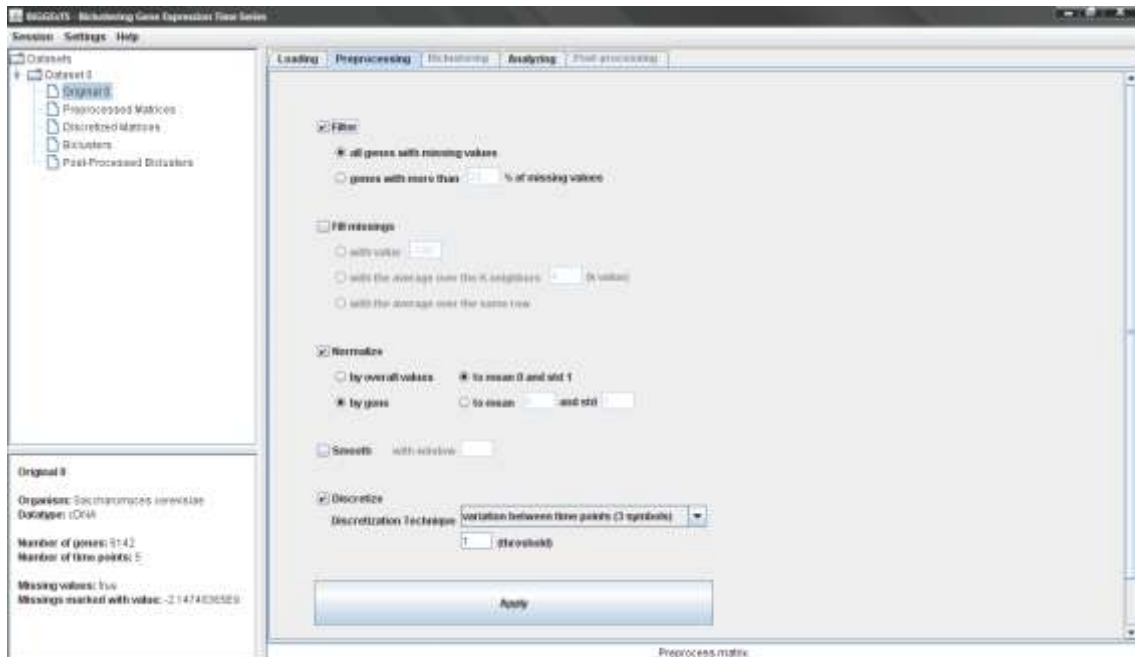 BIGGEsTS - Biclustering Gene Expression Time Series
Session Settings Help
Datasets
Dataset 0
Original 0
Preprocessed Matrices
Discretized Matrices
Biclusters
Post-Processed Biclusters
Loading Preprocessing Biclustering Analyzing Post-processing
Filter
all genes with missing values
genes with more than % of missing values
Fill missings
with value
with the average over the K neighbors (K value)
with the average over the same row
Normalize
by overall values to mean 0 and std 1
by gene to mean and std
Smooth with window
Discretize
Discretization Technique variation between time points (3 symbols)
1 (threshold)
Apply
Original 0
Organism: Saccharomyces cerevisiae
Datatype: cDNA
Number of genes: 6142
Number of time points: 5
Missing values: true
Missings marked with value:
Preprocess matrix